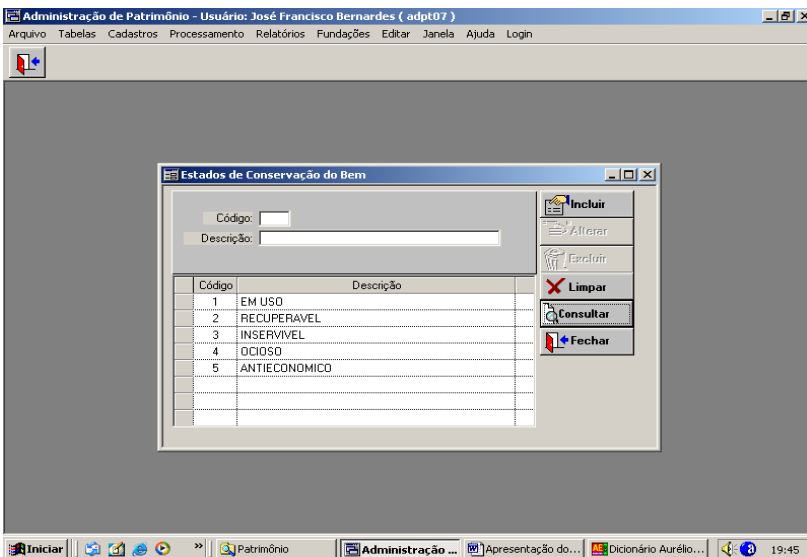 Administração de Patrimônio - Usuário: José Francisco Bernardes ( adpt07 )
Arquivo Tabelas Cadastros Processamento Relatórios Fundações Editar Janela Ajuda Login
Estados de Conservação do Bem
Código:
Descrição:
Incluir
Alterar
Excluir
Limpar
Consultar
Fechar
Código Descrição
1 EM USO
2 RECUPERAVEL
3 INSERVIVEL
4 OCIOSO
5 ANTIECONOMICO
Iniciar » Patrimônio Administração ... Apresentação do... Dicionário Aurélio... 19:45